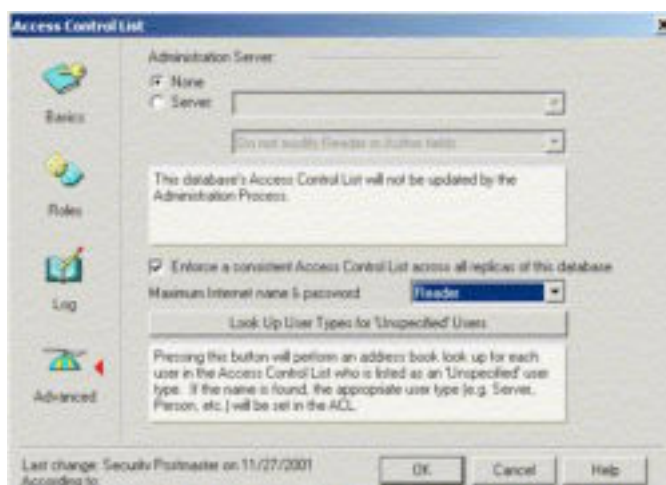 Access Control List
Administration Server
None
Server
Do not modify Reader or Author fields
Basics
This database's Access Control List will not be updated by the
Administration Process.
Roles
Enforce a consistent Access Control List across all replicas of this database
Maximum Internet name & password
Reader
Log
Look Up User Types for 'Unspecified' Users
Pressing this button will perform an address book look up for each
user in the Access Control List who is listed as an 'Unspecified' user
type. If the name is found, the appropriate user type (e.g. Server,
Person, etc.) will be set in the ACL.
Advanced
Last change: Security Postmaster on 11/27/2001
According to:
OK
Cancel
Help